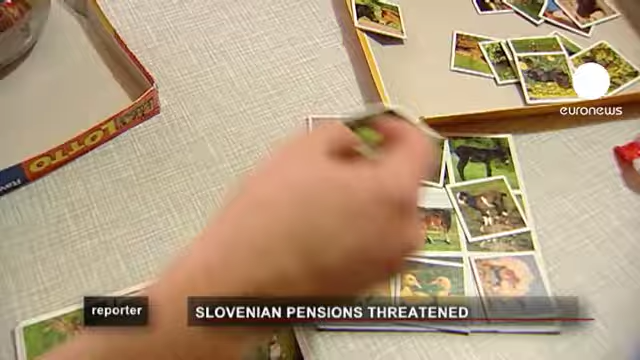 euronews
LOTTO
reporter
SLOVENIAN PENSIONS THREATENED